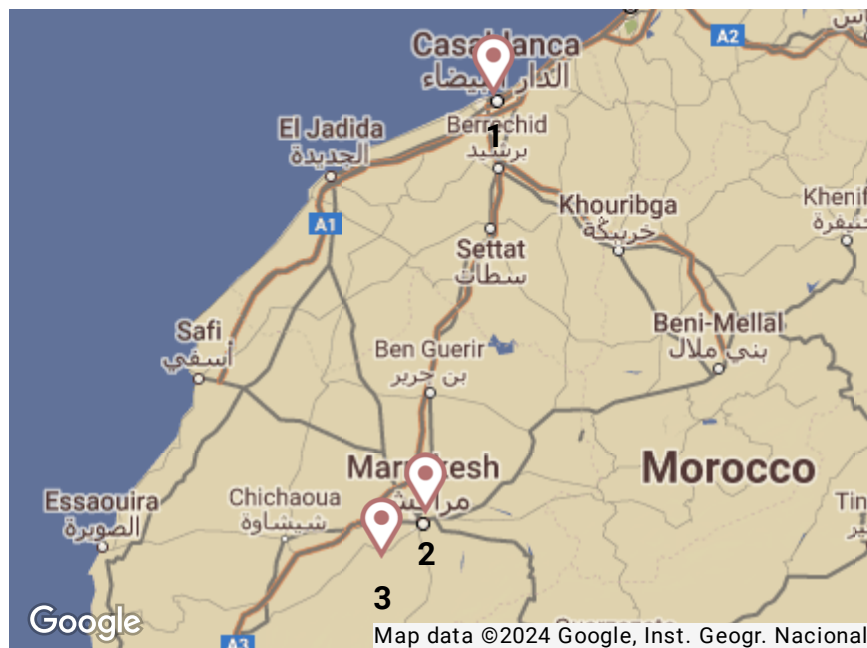 Casablanca
الدار البيضاء
A2
1
El Jadida
الجديدة
Berrechid
برشيد
A1
Khouribga
خريبكة
Settat
سطات
Safi
أسفي
Beni-Mellal
بني ملال
Ben Guerir
بن جرير
Marrakesh
مراكش
Morocco
Essaouira
الصويرة
Chichaoua
شيشاوة
2
3
Google
A3
Map data ©2024 Google, Inst. Geogr. Nacional